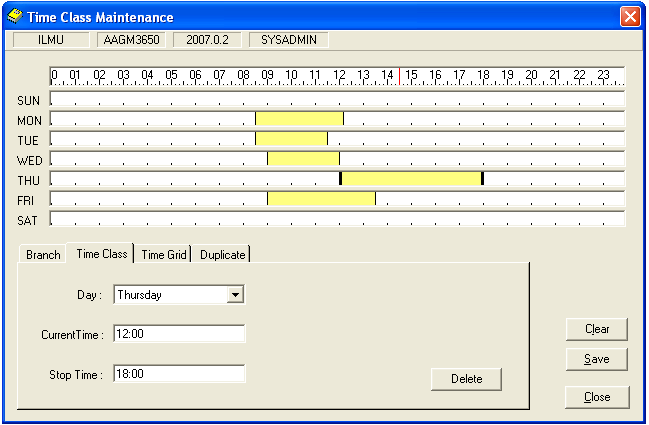 Time Class Maintenance
ILMU AAGM3650 2007.0.2 SYSADMIN
0 01 02 03 04 05 06 07 08 09 10 11 12 13 14 15 16 17 18 19 20 21 22 23
SUN
MON
TUE
WED
THU
FRI
SAT
Branch Time Class Time Grid Duplicate
Day : Thursday
CurrentTime : 12:00
Stop Time : 18:00
Delete
Clear
Save
Close